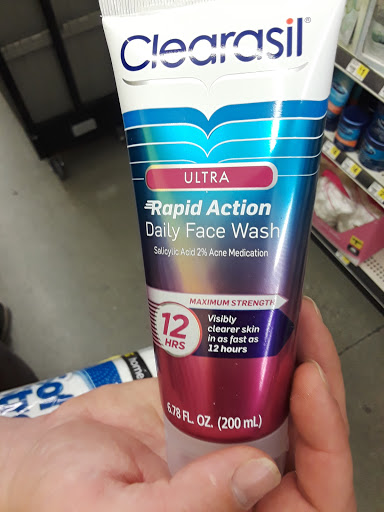 Clearasil®
ULTRA
Rapid Action
Daily Face Wash
Salicylic Acid 2% Acne Medication
MAXIMUM STRENGTH
12
HRS
Visibly
clearer skin
in as fast as
12 hours
6.78 FL. OZ. (200 mL)